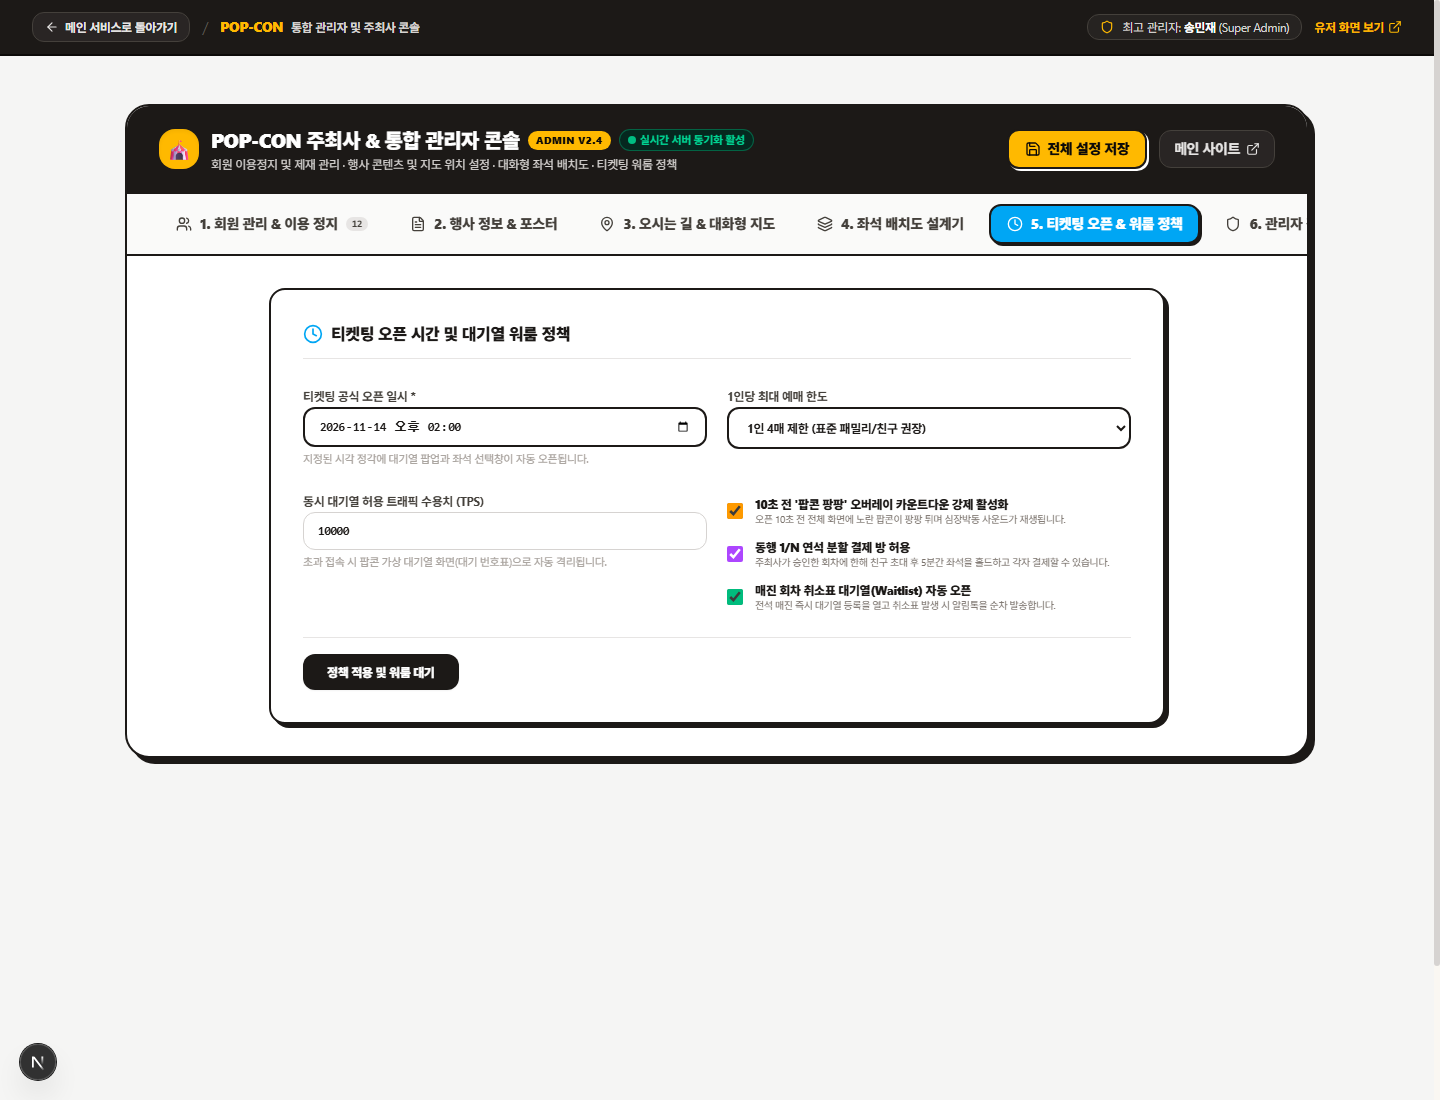 메인 서비스로 돌아가기 / POP-CON 통합 관리자 및 주최사 콘솔
최고 관리자: 송민재 (Super Admin) 유저 화면 보기
POP-CON 주최사 & 통합 관리자 콘솔 ADMIN V2.4 실시간 서버 동기화 활성
회원 이용정지 및 제재 관리 · 행사 콘텐츠 및 지도 위치 설정 · 대화형 좌석 배치도 · 티켓팅 워룸 정책
전체 설정 저장 메인 사이트
1. 회원 관리 & 이용 정지 12 2. 행사 정보 & 포스터 3. 오시는 길 & 대화형 지도 4. 좌석 배치도 설계기 5. 티켓팅 오픈 & 워룸 정책 6. 관리자
티켓팅 오픈 시간 및 대기열 워룸 정책
티켓팅 공식 오픈 일시 *
2026-11-14 오후 02:00
지정된 시각 정각에 대기열 팝업과 좌석 선택창이 자동 오픈됩니다.
1인당 최대 예매 한도
1인 4매 제한 (표준 패밀리/친구 권장)
동시 대기열 허용 트래픽 수용치 (TPS)
10000
초과 접속 시 팝콘 가상 대기열 화면(대기 번호표)으로 자동 격리됩니다.
10초 전 '팝콘 팡팡' 오버레이 카운트다운 강제 활성화
오픈 10초 전 전체 화면에 노란 팝콘이 팡팡 튀며 심장박동 사운드가 재생됩니다.
동행 1/N 연석 분할 결제 방 허용
주최사가 승인한 회차에 한해 친구 초대 후 5분간 좌석을 홀드하고 각자 결제할 수 있습니다.
매진 회차 취소표 대기열(Waitlist) 자동 오픈
전석 매진 즉시 대기열 등록을 열고 취소표 발생 시 알림톡을 순차 발송합니다.
정책 적용 및 워룸 대기
N